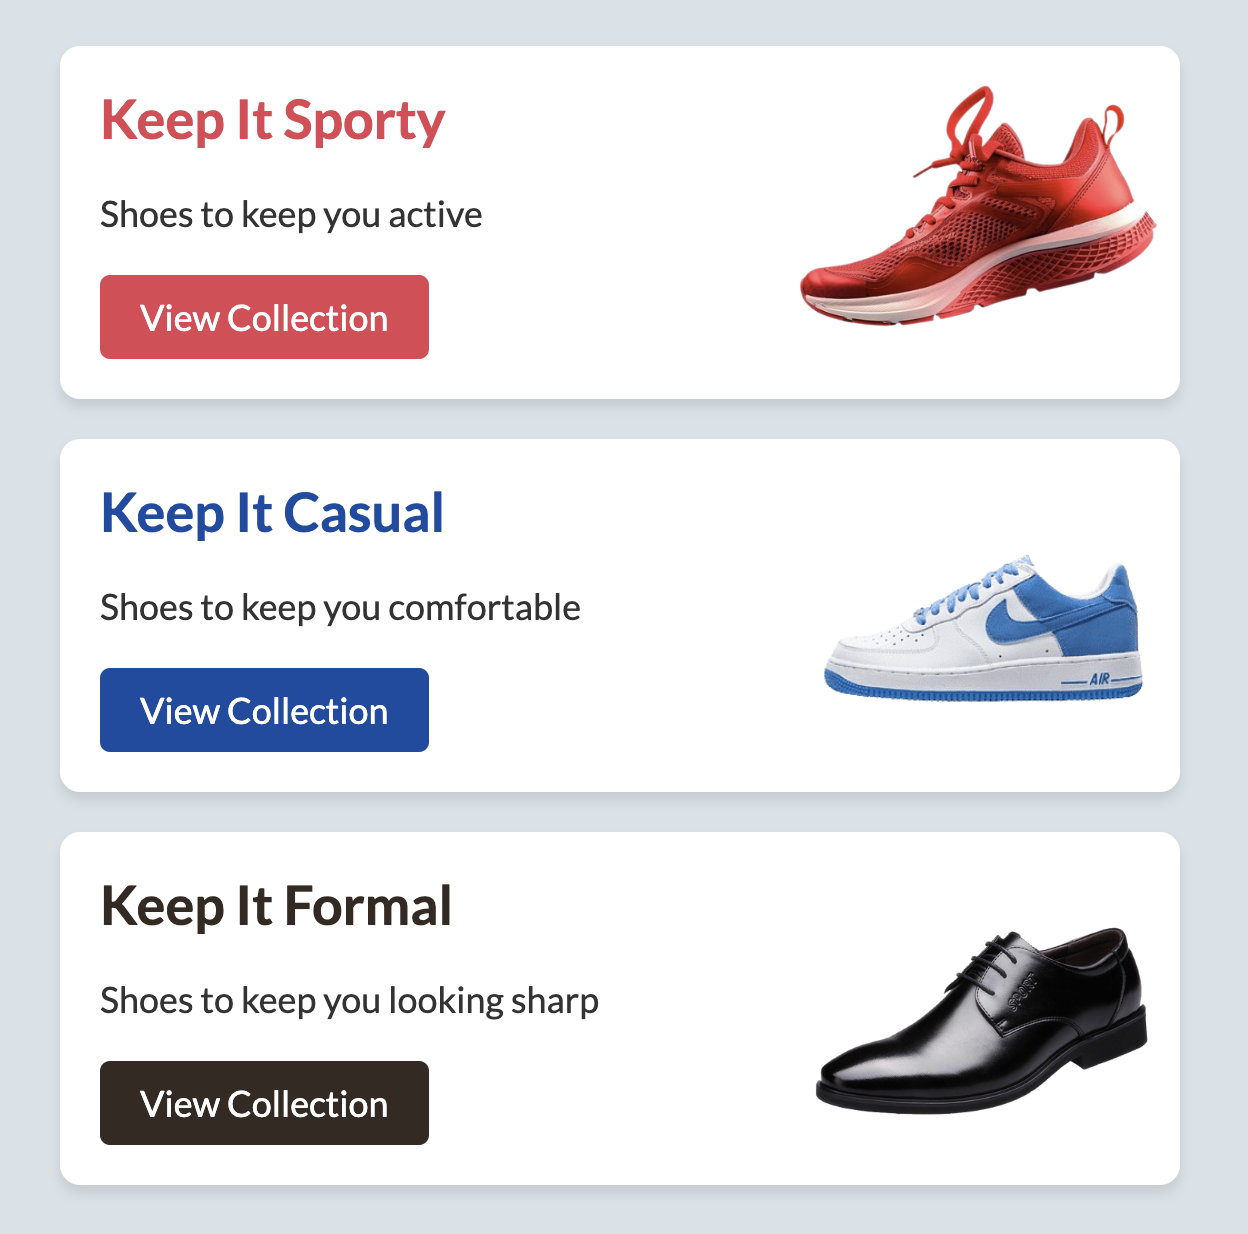 Keep It Sporty
Shoes to keep you active
View Collection
Keep It Casual
Shoes to keep you comfortable
View Collection
AIR
Keep It Formal
Shoes to keep you looking sharp
View Collection